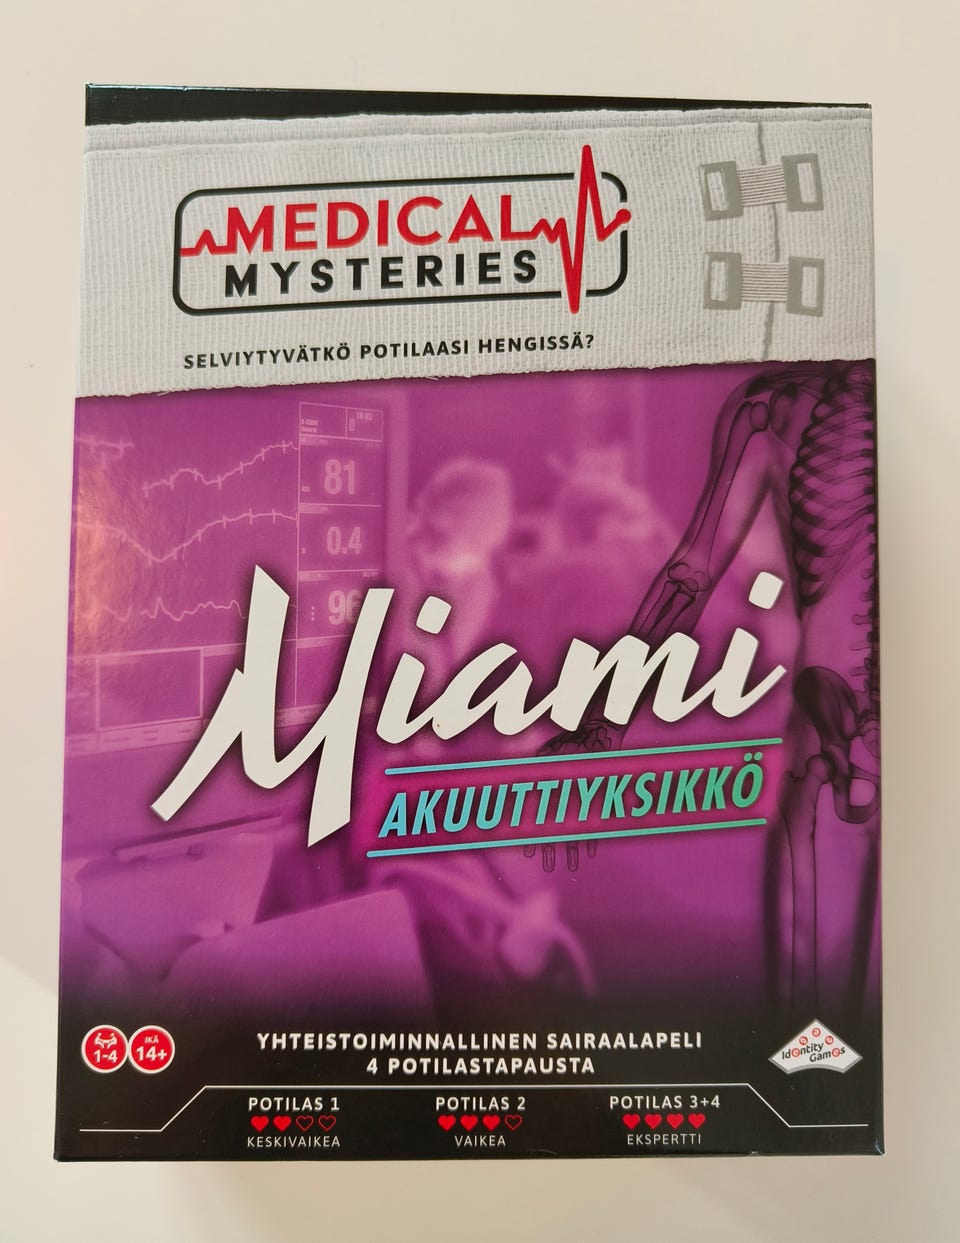 MEDICAL
MYSTERIES
SELVIYTYVÄTKÖ POTILAASI HENGISSÄ?
81
0.4
96
Miami
AKUUTTIYKSIKKÖ
1-4
IKÄ
14+
YHTEISTOIMINNALLINEN SAIRAALAPELI
4 POTILASTAPAUSTA
Identity
Games
POTILAS 1
KESKIVAIKEA
POTILAS 2
VAIKEA
POTILAS 3+4
EKSPERTTI